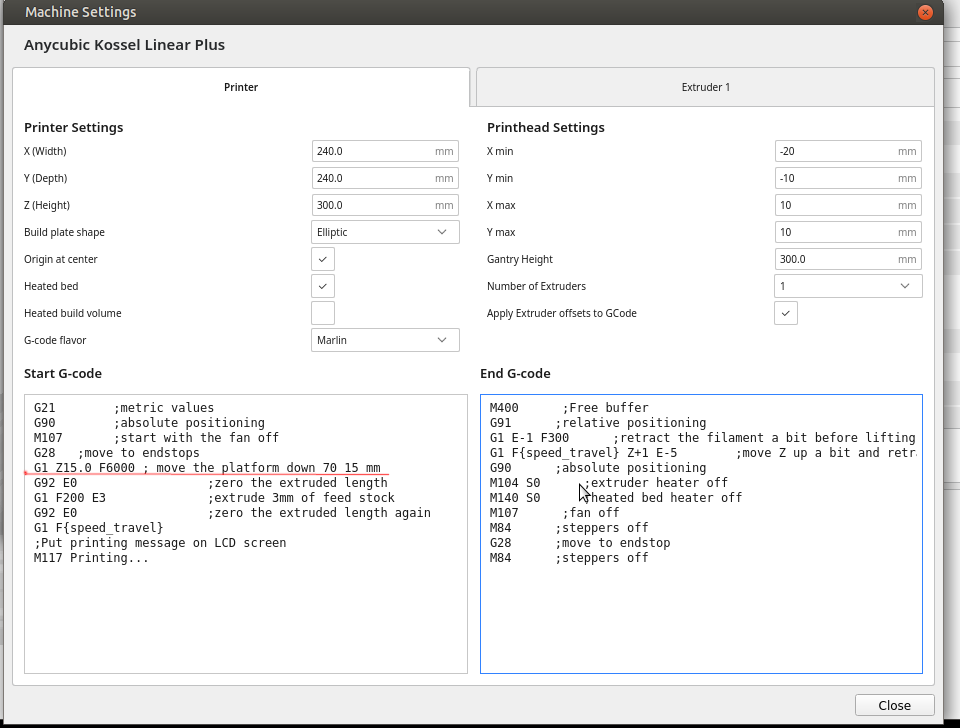 Machine Settings
Anycubic Kossel Linear Plus
Printer
Extruder 1
Printer Settings
X (Width) 240.0 mm
Y (Depth) 240.0 mm
Z (Height) 300.0 mm
Build plate shape Elliptic
Origin at center
Heated bed
Heated build volume
G-code flavor Marlin
Printhead Settings
X min -20 mm
Y min -10 mm
X max 10 mm
Y max 10 mm
Gantry Height 300.0 mm
Number of Extruders 1
Apply Extruder offsets to GCode
Start G-code
G21 ;metric values
G90 ;absolute positioning
M107 ;start with the fan off
G28 ;move to endstops
G1 Z15.0 F6000 ; move the platform down 70 15 mm
G92 E0 ;zero the extruded length
G1 F200 E3 ;extrude 3mm of feed stock
G92 E0 ;zero the extruded length again
G1 F{speed_travel}
;Put printing message on LCD screen
M117 Printing...
End G-code
M400 ;Free buffer
G91 ;relative positioning
G1 E-1 F300 ;retract the filament a bit before lifting
G1 F{speed_travel} Z+1 E-5 ;move Z up a bit and retr
G90 ;absolute positioning
M104 S0 ;extruder heater off
M140 S0 heated bed heater off
M107 ;fan off
M84 ;steppers off
G28 ;move to endstop
M84 ;steppers off
Close